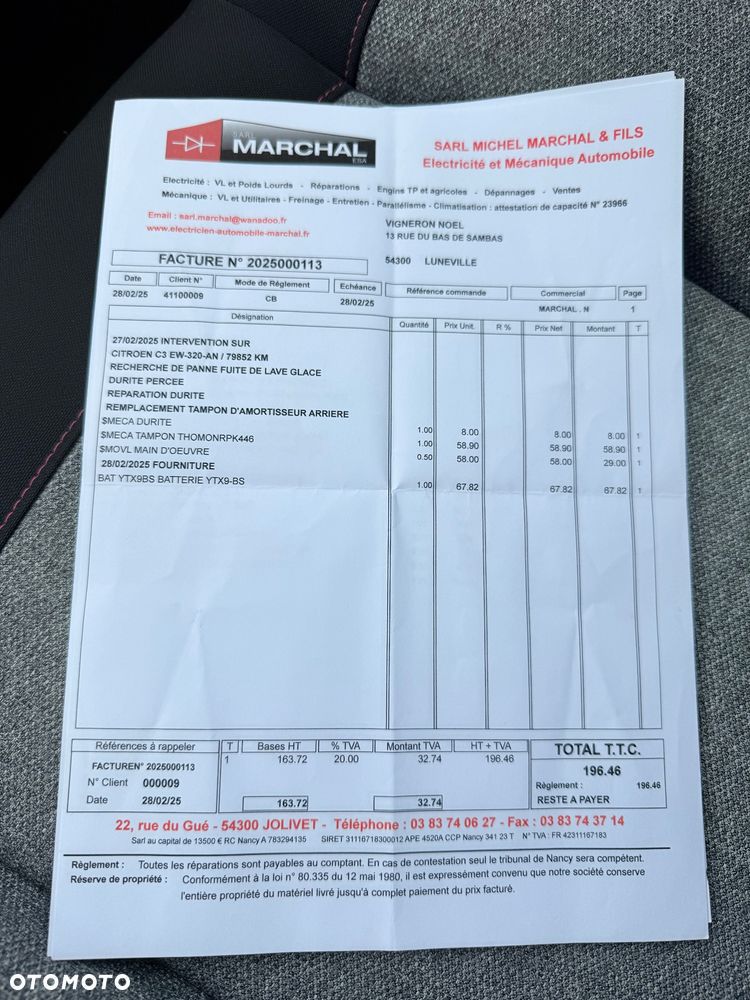 SARL
MARCHAL
ESA
SARL MICHEL MARCHAL & FILS
Electricité et Mécanique Automobile
Electricité : VL et Poids Lourds - Réparations - Engins TP et agricoles - Dépannages - Ventes
Mécanique : VL et Utilitaires - Freinage - Entretien - Parallélisme - Climatisation : attestation de capacité N° 23966
Email : sarl.marchal@wanadoo.fr
www.electricien-automobile-marchal.fr
VIGNERON NOEL
13 RUE DU BAS DE SAMBAS
54300 LUNEVILLE
FACTURE N° 2025000113
Date Client N° Mode de Règlement Echéance Référence commande Commercial Page
28/02/25 41100009 CB 28/02/25 MARCHAL . N 1
Désignation Quantité Prix Unit. R % Prix Net Montant T
27/02/2025 INTERVENTION SUR
CITROEN C3 EW-320-AN / 79852 KM
RECHERCHE DE PANNE FUITE DE LAVE GLACE
DURITE PERCEE
REPARATION DURITE
REMPLACEMENT TAMPON D'AMORTISSEUR ARRIERE
$MECA DURITE 1.00 8.00 8.00 8.00 1
$MECA TAMPON THOMONRPK446 1.00 58.90 58.90 58.90 1
$MOVL MAIN D'OEUVRE 0.50 58.00 58.00 29.00 1
28/02/2025 FOURNITURE
BAT YTX9BS BATTERIE YTX9-BS 1.00 67.82 67.82 67.82 1
Références à rappeler T Bases HT % TVA Montant TVA HT + TVA TOTAL T.T.C.
1 163.72 20.00 32.74 196.46
FACTUREN° 2025000113 196.46
N° Client 000009 Règlement : 196.46
Date 28/02/25 163.72 32.74 RESTE A PAYER
22, rue du Gué - 54300 JOLIVET - Téléphone : 03 83 74 06 27 - Fax : 03 83 74 37 14
Sarl au capital de 13500 € RC Nancy A 783294135 SIRET 31116718300012 APE 4520A CCP Nancy 341 23 T N° TVA : FR 42311167183
Règlement : Toutes les réparations sont payables au comptant. En cas de contestation seul le tribunal de Nancy sera compétent.
Réserve de propriété : Conformément à la loi n° 80.335 du 12 mai 1980, il est expressément convenu que notre société conserve
l'entière propriété du matériel livré jusqu'à complet paiement du prix facturé.
OTOMOTO